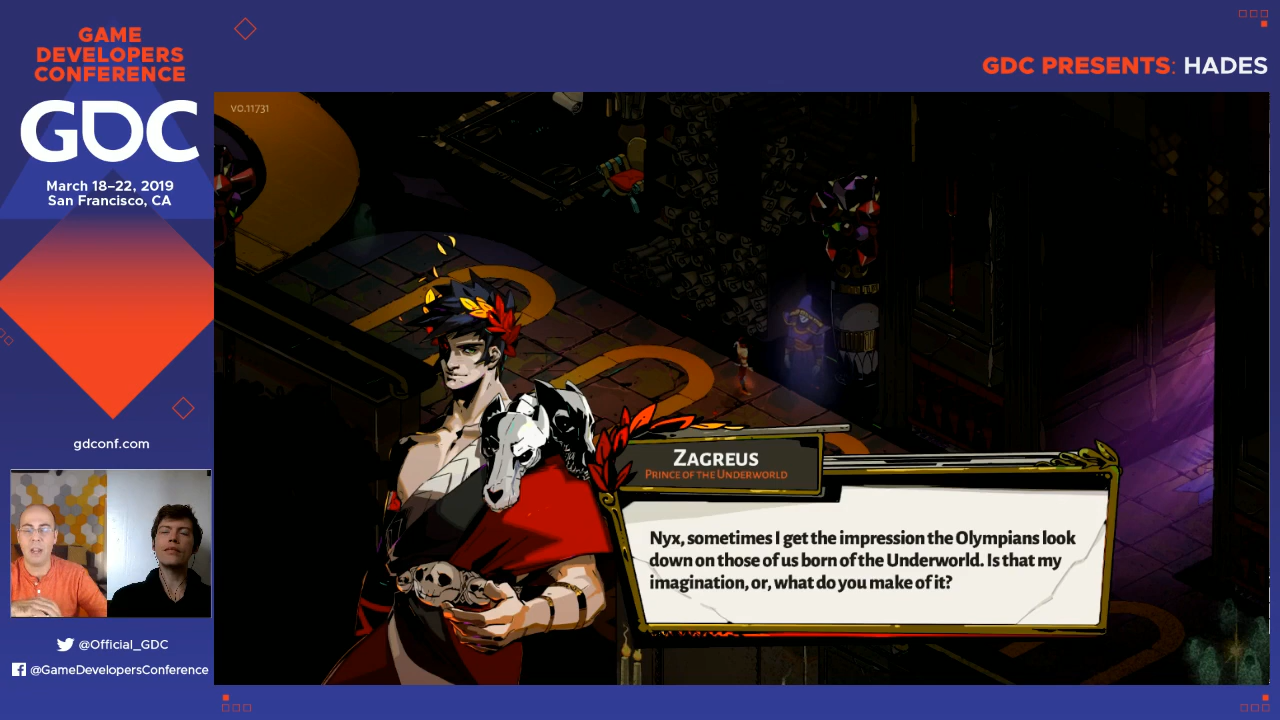 GAME
DEVELOPERS
CONFERENCE
GDC
March 18–22, 2019
San Francisco, CA
gdconf.com
@Official_GDC
@GameDevelopersConference
GDC PRESENTS: HADES
V0.11731
ZAGREUS
PRINCE OF THE UNDERWORLD
Nyx, sometimes I get the impression the Olympians look
down on those of us born of the Underworld. Is that my
imagination, or, what do you make of it?